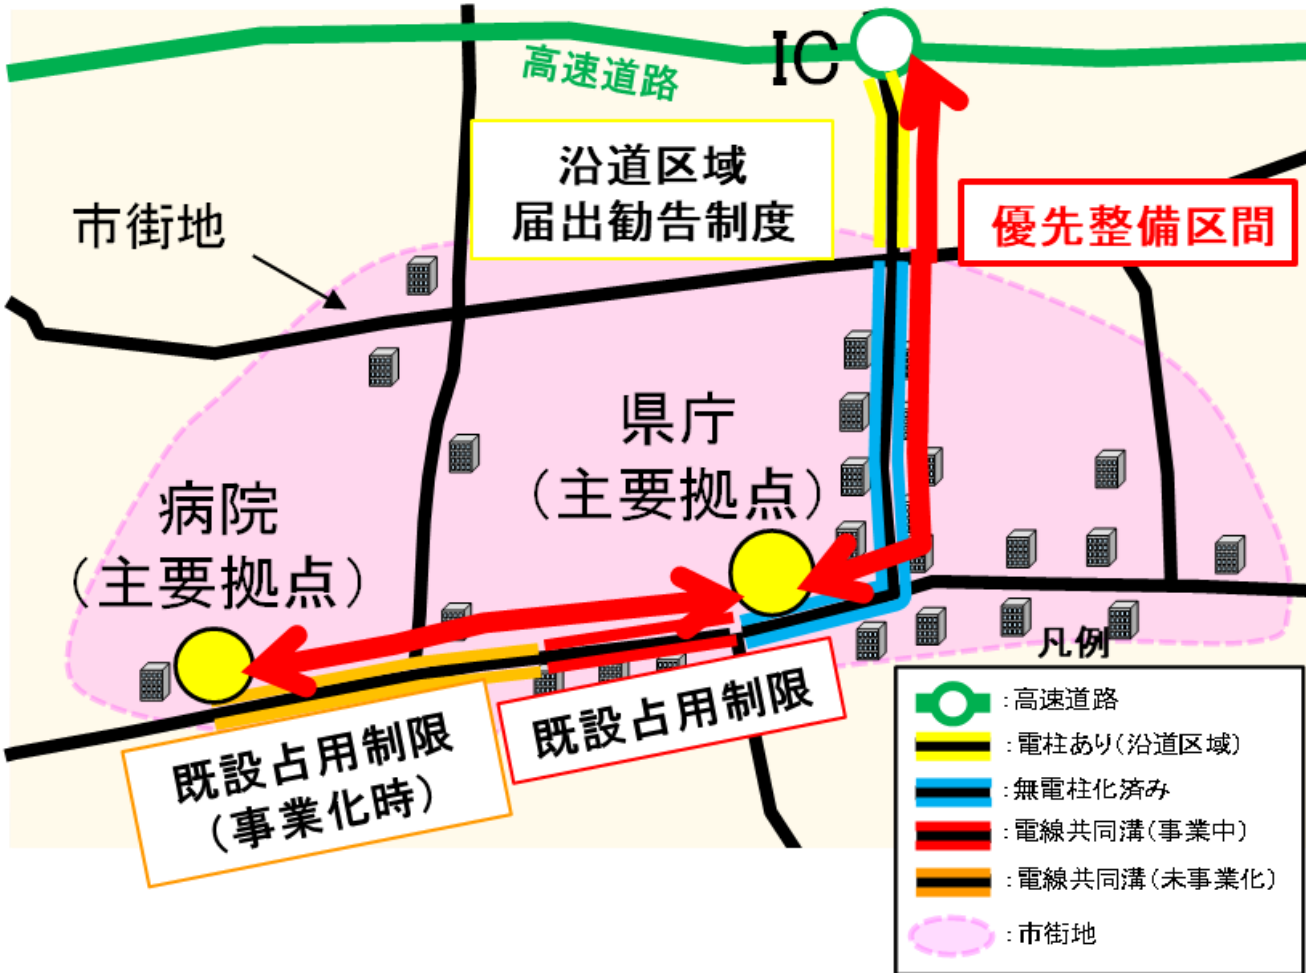 高速道路
IC
沿道区域
届出勧告制度
市街地
優先整備区間
県庁
（主要拠点）
病院
（主要拠点）
既設占用制限
既設占用制限
（事業化時）
凡例
：高速道路
：電柱あり（沿道区域）
：無電柱化済み
：電線共同溝（事業中）
：電線共同溝（未事業化）
：市街地